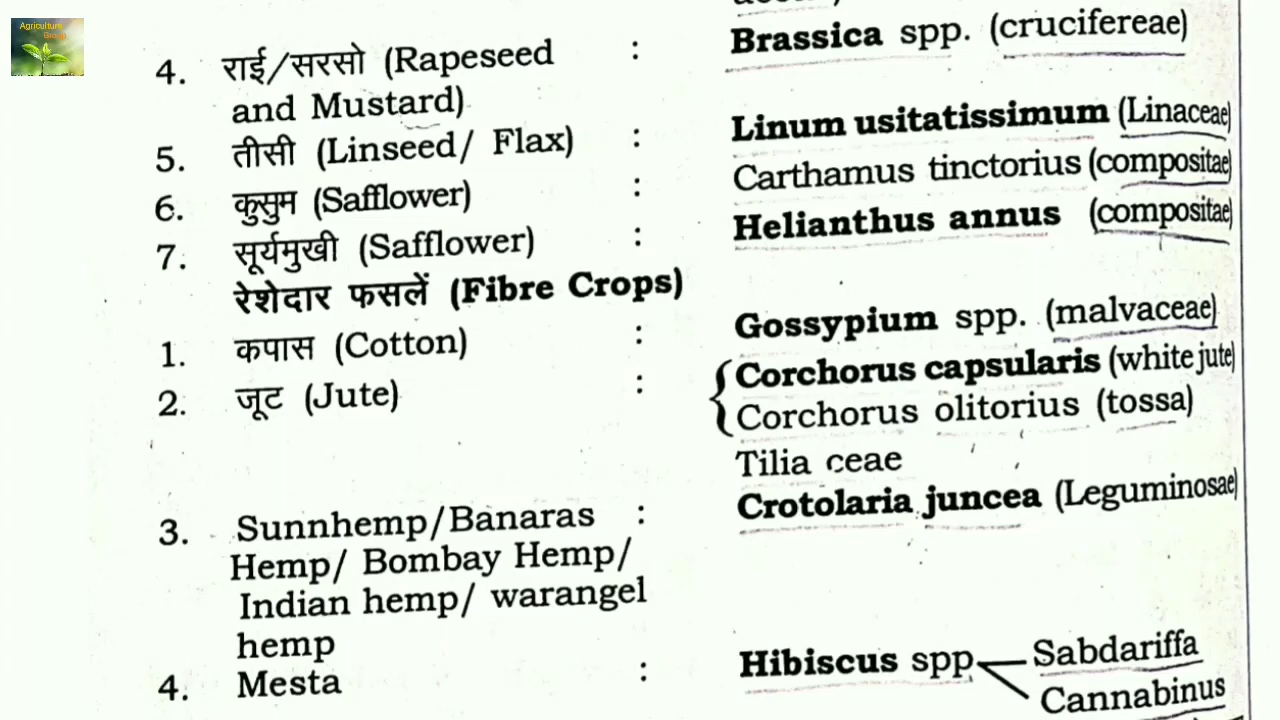 Agriculture
Brain
4. राई/सरसो (Rapeseed and Mustard) : Brassica spp. (crucifereae)
5. तीसी (Linseed/ Flax) : Linum usitatissimum (Linaceae)
6. कुसुम (Safflower) : Carthamus tinctorius (compositae)
7. सूर्यमुखी (Safflower) : Helianthus annus (compositae)
रेशेदार फसलें (Fibre Crops)
1. कपास (Cotton) : Gossypium spp. (malvaceae)
2. जूट (Jute) : { Corchorus capsularis (white jute)
Corchorus olitorius (tossa)
Tilia ceae
3. Sunnhemp/Banaras : Crotolaria juncea (Leguminosae)
Hemp/ Bombay Hemp/
Indian hemp/ warangel
hemp
4. Mesta : Hibiscus spp Sabdariffa
Cannabinus